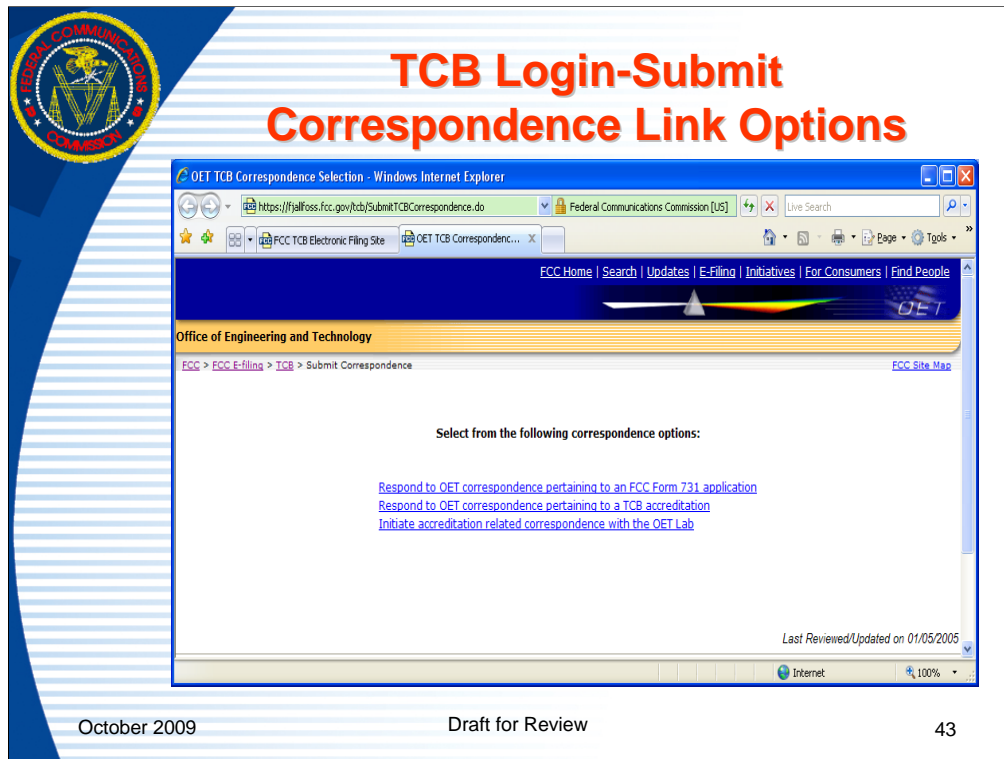 FEDERAL COMMUNICATIONS COMMISSION
TCB Login-Submit
Correspondence Link Options
OET TCB Correspondence Selection - Windows Internet Explorer
https://fjallfoss.fcc.gov/tcb/SubmitTCBCorrespondence.do
Federal Communications Commission [US]
Live Search
FCC TCB Electronic Filing Site
OET TCB Correspondenc... X
Page
Tools
»
FCC Home | Search | Updates | E-Filing | Initiatives | For Consumers | Find People
OET
Office of Engineering and Technology
FCC > FCC E-filing > TCB > Submit Correspondence
FCC Site Map
Select from the following correspondence options:
Respond to OET correspondence pertaining to an FCC Form 731 application
Respond to OET correspondence pertaining to a TCB accreditation
Initiate accreditation related correspondence with the OET Lab
Last Reviewed/Updated on 01/05/2005
Internet
100%
October 2009
Draft for Review
43